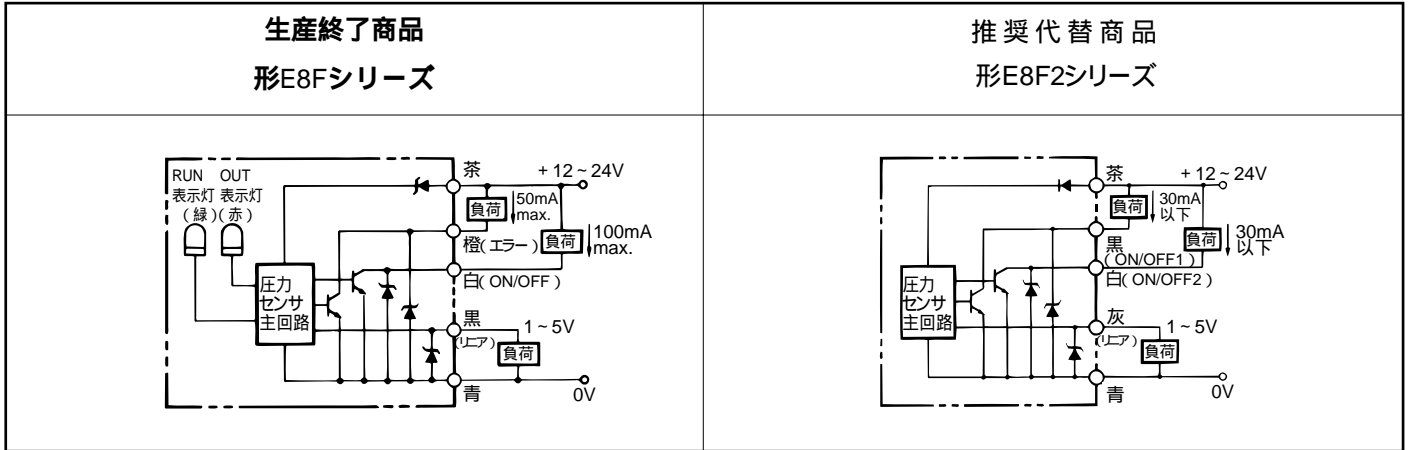 生産終了商品
形E8Fシリーズ
推奨代替商品
形E8F2シリーズ
RUN OUT
表示灯 表示灯
(緑)(赤)
圧力
センサ
主回路
茶
+12~24V
負荷
50mA
max.
橙(エラー)
負荷
100mA
max.
白(ON/OFF)
黒
(リニア)
1~5V
負荷
青
0V
圧力
センサ
主回路
茶
+12~24V
負荷
30mA
以下
黒
(ON/OFF1)
負荷
30mA
以下
白(ON/OFF2)
灰
(リニア)
1~5V
負荷
青
0V